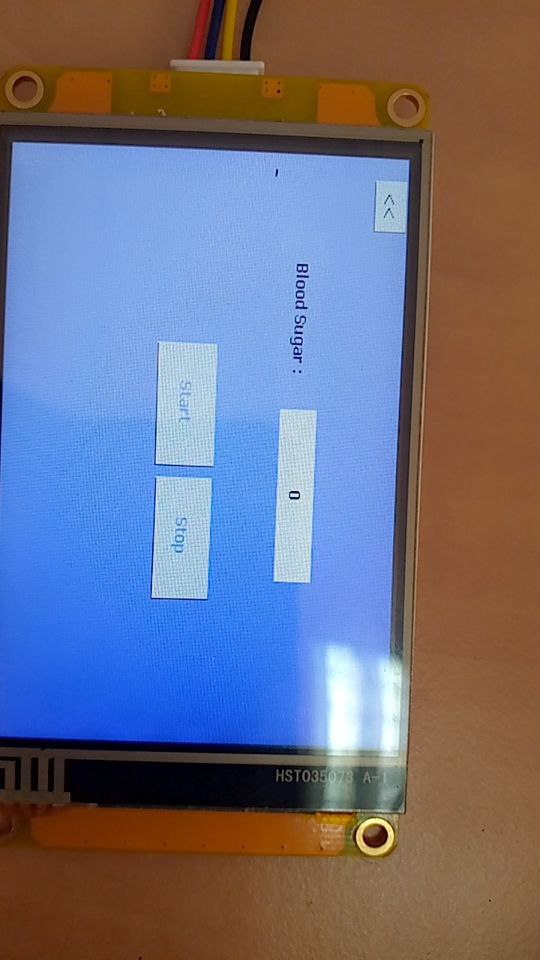 <<
Blood Sugar :
0
Start
Stop
HST035073 A-1